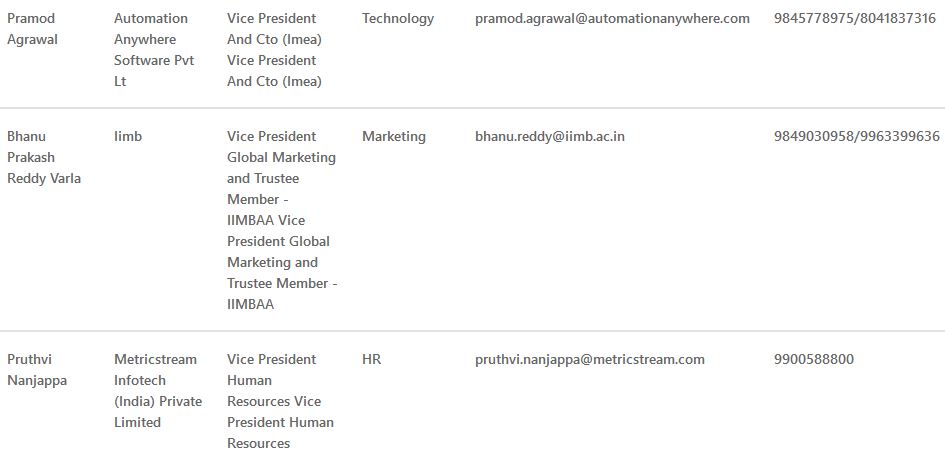 Pramod Agrawal
Automation Anywhere Software Pvt Lt
Vice President And Cto (Imea) Vice President And Cto (Imea)
Technology
pramod.agrawal@automationanywhere.com
9845778975/8041837316
Bhanu Prakash Reddy Varla
Iimb
Vice President Global Marketing and Trustee Member - IIMBAA Vice President Global Marketing and Trustee Member - IIMBAA
Marketing
bhanu.reddy@iimb.ac.in
9849030958/9963399636
Pruthvi Nanjappa
Metricstream Infotech (India) Private Limited
Vice President Human Resources Vice President Human Resources
HR
pruthvi.nanjappa@metricstream.com
9900588800